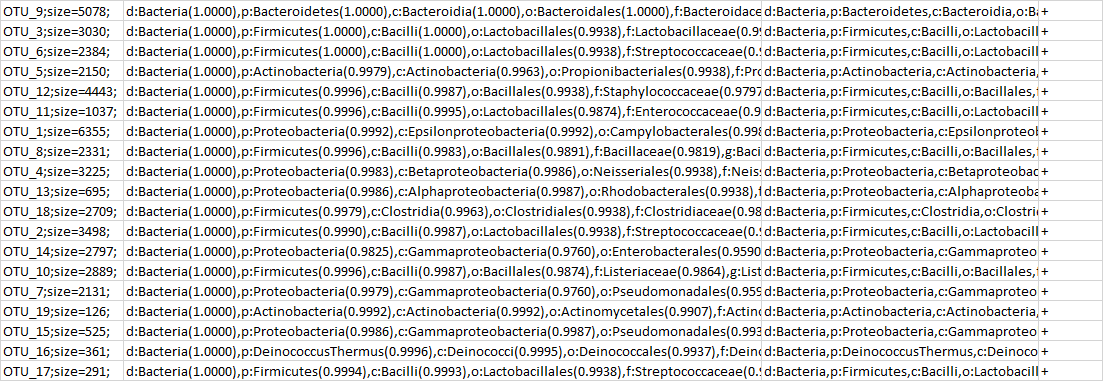 OTU_9;size=5078; d:Bacteria(1.0000),p:Bacteroidetes(1.0000),c:Bacteroidia(1.0000),o:Bacteroidales(1.0000),f:Bacteroidace d:Bacteria,p:Bacteroidetes,c:Bacteroidia,o:Ba +
OTU_3;size=3030; d:Bacteria(1.0000),p:Firmicutes(1.0000),c:Bacilli(1.0000),o:Lactobacillales(0.9938),f:Lactobacillaceae(0.99 d:Bacteria,p:Firmicutes,c:Bacilli,o:Lactobacill +
OTU_6;size=2384; d:Bacteria(1.0000),p:Firmicutes(1.0000),c:Bacilli(1.0000),o:Lactobacillales(0.9938),f:Streptococcaceae(0.9 d:Bacteria,p:Firmicutes,c:Bacilli,o:Lactobacill +
OTU_5;size=2150; d:Bacteria(1.0000),p:Actinobacteria(0.9979),c:Actinobacteria(0.9963),o:Propionibacteriales(0.9938),f:Pro d:Bacteria,p:Actinobacteria,c:Actinobacteria, +
OTU_12;size=4443; d:Bacteria(1.0000),p:Firmicutes(0.9996),c:Bacilli(0.9987),o:Bacillales(0.9938),f:Staphylococcaceae(0.9797 d:Bacteria,p:Firmicutes,c:Bacilli,o:Bacillales, +
OTU_11;size=1037; d:Bacteria(1.0000),p:Firmicutes(0.9996),c:Bacilli(0.9995),o:Lactobacillales(0.9874),f:Enterococcaceae(0.9 d:Bacteria,p:Firmicutes,c:Bacilli,o:Lactobacill +
OTU_1;size=6355; d:Bacteria(1.0000),p:Proteobacteria(0.9992),c:Epsilonproteobacteria(0.9992),o:Campylobacterales(0.998 d:Bacteria,p:Proteobacteria,c:Epsilonproteol +
OTU_8;size=2331; d:Bacteria(1.0000),p:Firmicutes(0.9996),c:Bacilli(0.9983),o:Bacillales(0.9891),f:Bacillaceae(0.9819),g:Baci d:Bacteria,p:Firmicutes,c:Bacilli,o:Bacillales, +
OTU_4;size=3225; d:Bacteria(1.0000),p:Proteobacteria(0.9983),c:Betaproteobacteria(0.9986),o:Neisseriales(0.9938),f:Neiss d:Bacteria,p:Proteobacteria,c:Betaproteobac +
OTU_13;size=695; d:Bacteria(1.0000),p:Proteobacteria(0.9986),c:Alphaproteobacteria(0.9987),o:Rhodobacterales(0.9938),f d:Bacteria,p:Proteobacteria,c:Alphaproteoba +
OTU_18;size=2709; d:Bacteria(1.0000),p:Firmicutes(0.9979),c:Clostridia(0.9963),o:Clostridiales(0.9938),f:Clostridiaceae(0.98 d:Bacteria,p:Firmicutes,c:Clostridia,o:Clostri +
OTU_2;size=3498; d:Bacteria(1.0000),p:Firmicutes(0.9990),c:Bacilli(0.9987),o:Lactobacillales(0.9938),f:Streptococcaceae(0.9 d:Bacteria,p:Firmicutes,c:Bacilli,o:Lactobacill +
OTU_14;size=2797; d:Bacteria(1.0000),p:Proteobacteria(0.9825),c:Gammaproteobacteria(0.9760),o:Enterobacterales(0.9590 d:Bacteria,p:Proteobacteria,c:Gammaproteo +
OTU_10;size=2889; d:Bacteria(1.0000),p:Firmicutes(0.9996),c:Bacilli(0.9987),o:Bacillales(0.9874),f:Listeriaceae(0.9864),g:List d:Bacteria,p:Firmicutes,c:Bacilli,o:Bacillales, +
OTU_7;size=2131; d:Bacteria(1.0000),p:Proteobacteria(0.9979),c:Gammaproteobacteria(0.9760),o:Pseudomonadales(0.955 d:Bacteria,p:Proteobacteria,c:Gammaproteo +
OTU_19;size=126; d:Bacteria(1.0000),p:Actinobacteria(0.9992),c:Actinobacteria(0.9992),o:Actinomycetales(0.9907),f:Actino d:Bacteria,p:Actinobacteria,c:Actinobacteria, +
OTU_15;size=525; d:Bacteria(1.0000),p:Proteobacteria(0.9986),c:Gammaproteobacteria(0.9987),o:Pseudomonadales(0.993 d:Bacteria,p:Proteobacteria,c:Gammaproteo +
OTU_16;size=361; d:Bacteria(1.0000),p:DeinococcusThermus(0.9996),c:Deinococci(0.9995),o:Deinococcales(0.9937),f:Dein d:Bacteria,p:DeinococcusThermus,c:Deinoco +
OTU_17;size=291; d:Bacteria(1.0000),p:Firmicutes(0.9994),c:Bacilli(0.9993),o:Lactobacillales(0.9938),f:Streptococcaceae(0.9 d:Bacteria,p:Firmicutes,c:Bacilli,o:Lactobacill +